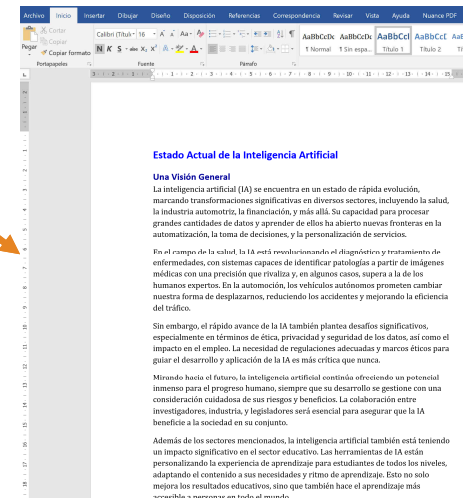 Archivo Inicio Insertar Dibujar Diseño Disposición Referencias Correspondencia Revisar Vista Ayuda Nuance PDF
Cortar
Copiar
Pegar
Copiar formato
Calibri (Títul 16
N K S abc X₂ X²
AaBbCcDc AaBbCcDc AaBbCcI AaBbCcI
¶ Normal ¶ Sin espa... Título 1 Título 2
Portapapeles Fuente Párrafo
Estado Actual de la Inteligencia Artificial
Una Visión General
La inteligencia artificial (IA) se encuentra en un estado de rápida evolución,
marcando transformaciones significativas en diversos sectores, incluyendo la salud,
la industria automotriz, la financiación, y más allá. Su capacidad para procesar
grandes cantidades de datos y aprender de ellos ha abierto nuevas fronteras en la
automatización, la toma de decisiones, y la personalización de servicios.
En el campo de la salud, la IA está revolucionando el diagnóstico y tratamiento de
enfermedades, con sistemas capaces de identificar patologías a partir de imágenes
médicas con una precisión que rivaliza y, en algunos casos, supera a la de los
humanos expertos. En la automoción, los vehículos autónomos prometen cambiar
nuestra forma de desplazarnos, reduciendo los accidentes y mejorando la eficiencia
del tráfico.
Sin embargo, el rápido avance de la IA también plantea desafíos significativos,
especialmente en términos de ética, privacidad y seguridad de los datos, así como el
impacto en el empleo. La necesidad de regulaciones adecuadas y marcos éticos para
guiar el desarrollo y aplicación de la IA es más crítica que nunca.
Mirando hacia el futuro, la inteligencia artificial continúa ofreciendo un potencial
inmenso para el progreso humano, siempre que su desarrollo se gestione con una
consideración cuidadosa de sus riesgos y beneficios. La colaboración entre
investigadores, industria, y legisladores será esencial para asegurar que la IA
beneficie a la sociedad en su conjunto.
Además de los sectores mencionados, la inteligencia artificial también está teniendo
un impacto significativo en el sector educativo. Las herramientas de IA están
personalizando la experiencia de aprendizaje para estudiantes de todos los niveles,
adaptando el contenido a sus necesidades y ritmo de aprendizaje. Esto no solo
mejora los resultados educativos, sino que también hace el aprendizaje más
accesible a personas en todo el mundo.